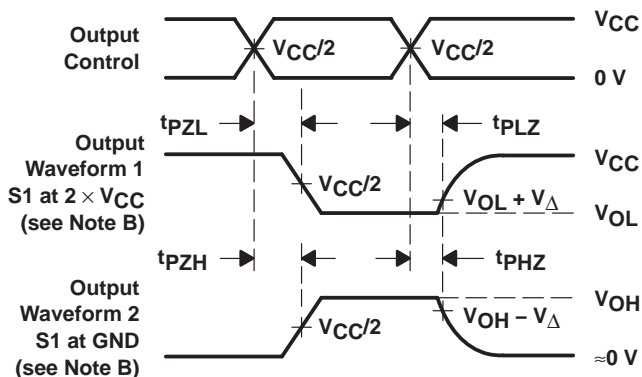 Output
Control
VCC/2
VCC/2
VCC
0 V
tPZL
tPLZ
Output
Waveform 1
S1 at 2 × VCC
(see Note B)
VCC/2
VCC
VOL + VΔ
VOL
tPZH
tPHZ
Output
Waveform 2
S1 at GND
(see Note B)
VCC/2
VOH
VOH − VΔ
≈0 V